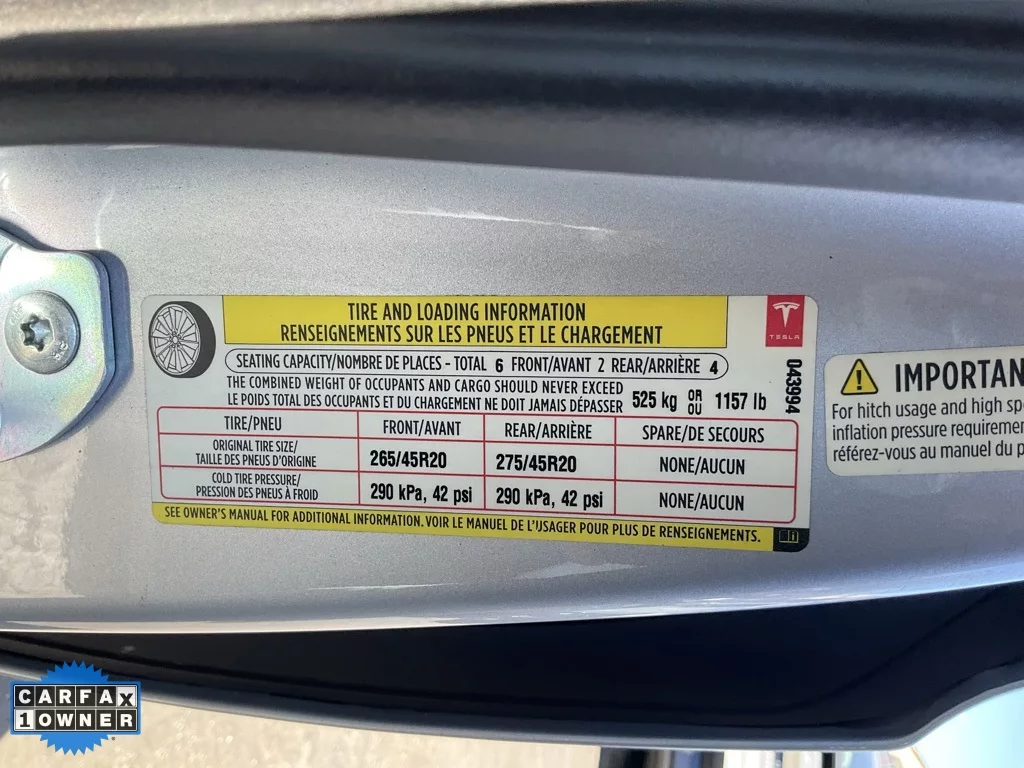 TIRE AND LOADING INFORMATION
RENSEIGNEMENTS SUR LES PNEUS ET LE CHARGEMENT
TESLA
SEATING CAPACITY/NOMBRE DE PLACES - TOTAL 6 FRONT/AVANT 2 REAR/ARRIÈRE 4
THE COMBINED WEIGHT OF OCCUPANTS AND CARGO SHOULD NEVER EXCEED
LE POIDS TOTAL DES OCCUPANTS ET DU CHARGEMENT NE DOIT JAMAIS DÉPASSER
525 kg OR OU 1157 lb
043994
TIRE/PNEU FRONT/AVANT REAR/ARRIÈRE SPARE/DE SECOURS
ORIGINAL TIRE SIZE/
TAILLE DES PNEUS D'ORIGINE
265/45R20 275/45R20 NONE/AUCUN
COLD TIRE PRESSURE/
PRESSION DES PNEUS À FROID
290 kPa, 42 psi 290 kPa, 42 psi NONE/AUCUN
SEE OWNER'S MANUAL FOR ADDITIONAL INFORMATION. VOIR LE MANUEL DE L'USAGER POUR PLUS DE RENSEIGNEMENTS.
IMPORTAN
For hitch usage and high sp
inflation pressure requiremen
référez-vous au manuel du p
CARFAX
1 OWNER